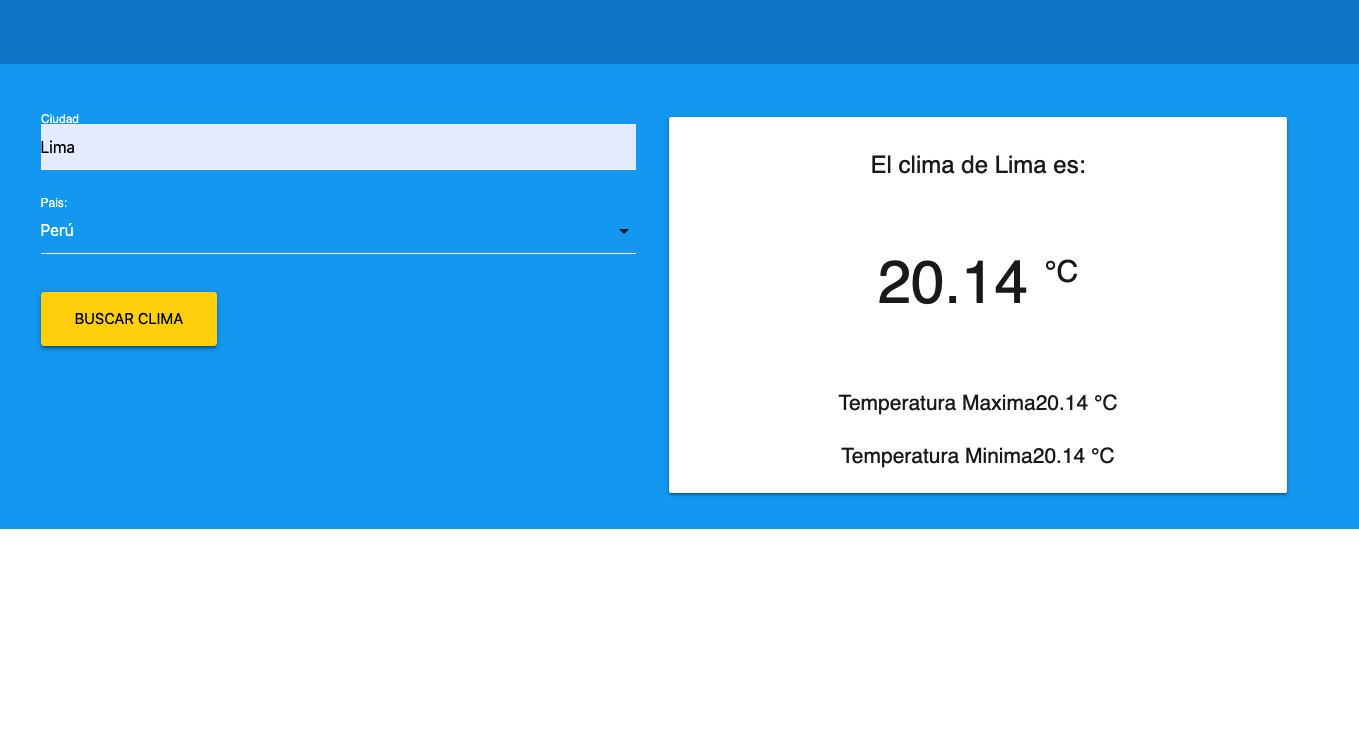 Ciudad
Lima
Pais:
Perú
BUSCAR CLIMA
El clima de Lima es:
20.14 °C
Temperatura Maxima20.14 °C
Temperatura Minima20.14 °C